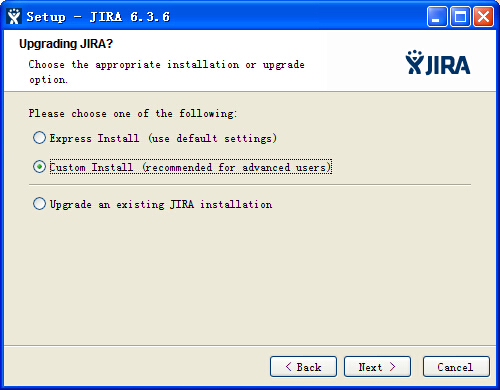 Setup - JIRA 6.3.6
Upgrading JIRA?
Choose the appropriate installation or upgrade
option.
JIRA
Please choose one of the following:
Express Install (use default settings)
Custom Install (recommended for advanced users)
Upgrade an existing JIRA installation
< Back
Next >
Cancel